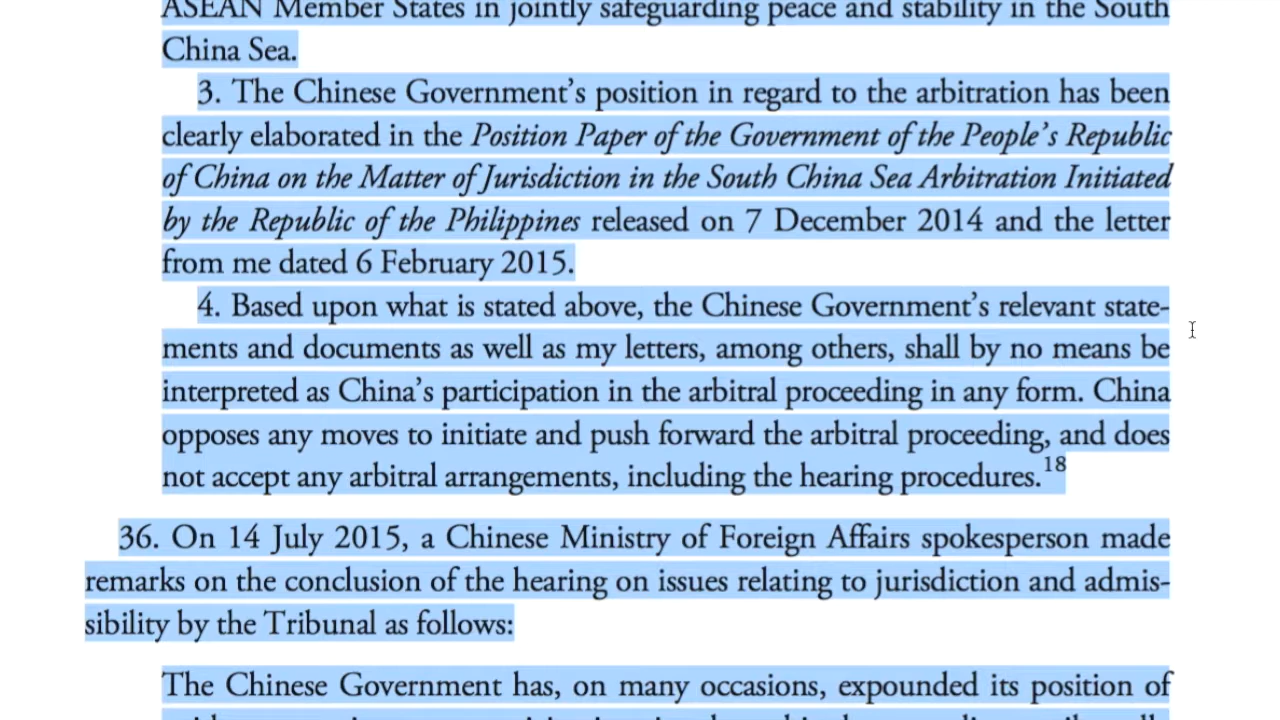 ASEAN Member States in jointly safeguarding peace and stability in the South
China Sea.
3. The Chinese Government’s position in regard to the arbitration has been
clearly elaborated in the Position Paper of the Government of the People’s Republic
of China on the Matter of Jurisdiction in the South China Sea Arbitration Initiated
by the Republic of the Philippines released on 7 December 2014 and the letter
from me dated 6 February 2015.
4. Based upon what is stated above, the Chinese Government’s relevant state-
ments and documents as well as my letters, among others, shall by no means be
interpreted as China’s participation in the arbitral proceeding in any form. China
opposes any moves to initiate and push forward the arbitral proceeding, and does
not accept any arbitral arrangements, including the hearing procedures.18
36. On 14 July 2015, a Chinese Ministry of Foreign Affairs spokesperson made
remarks on the conclusion of the hearing on issues relating to jurisdiction and admis-
sibility by the Tribunal as follows:
The Chinese Government has, on many occasions, expounded its position of